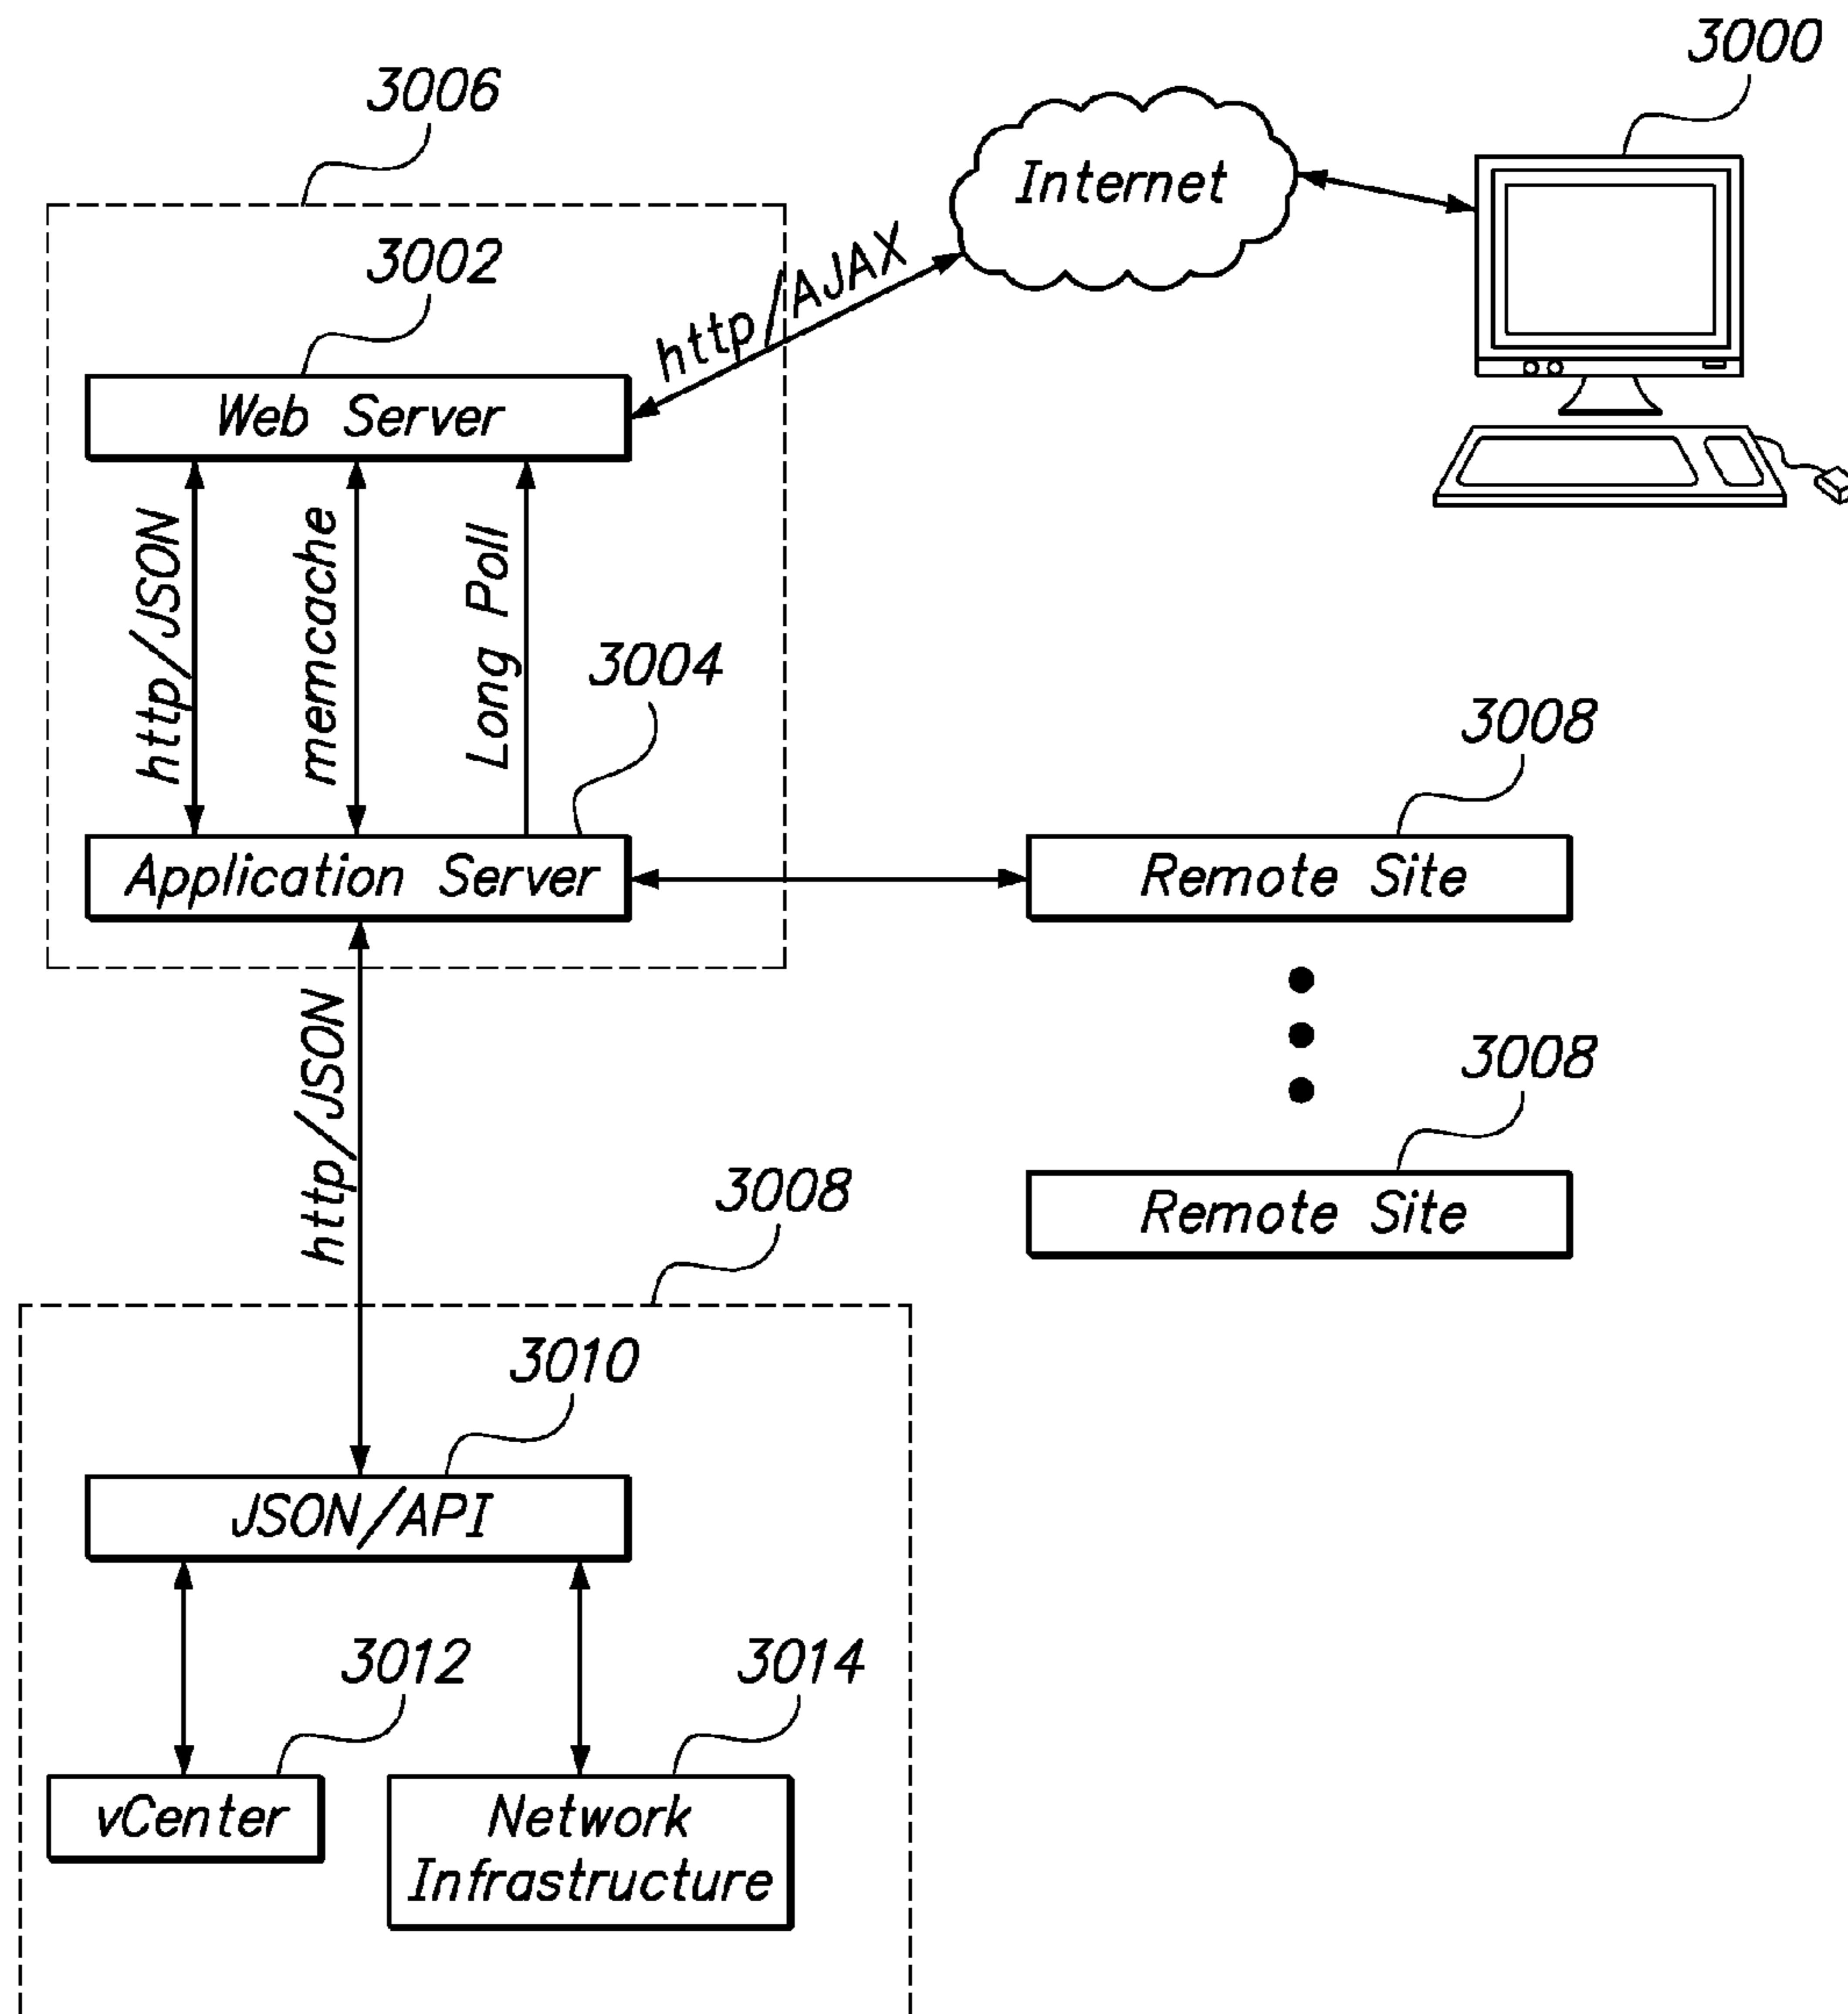 3000
3006
Internet
3002
http/AJAX
Web Server
http/JSON
memcache
Long Poll
3004
3008
Application Server
Remote Site
http/JSON
3008
3008
Remote Site
3010
JSON/API
3012
3014
vCenter
Network
Infrastructure